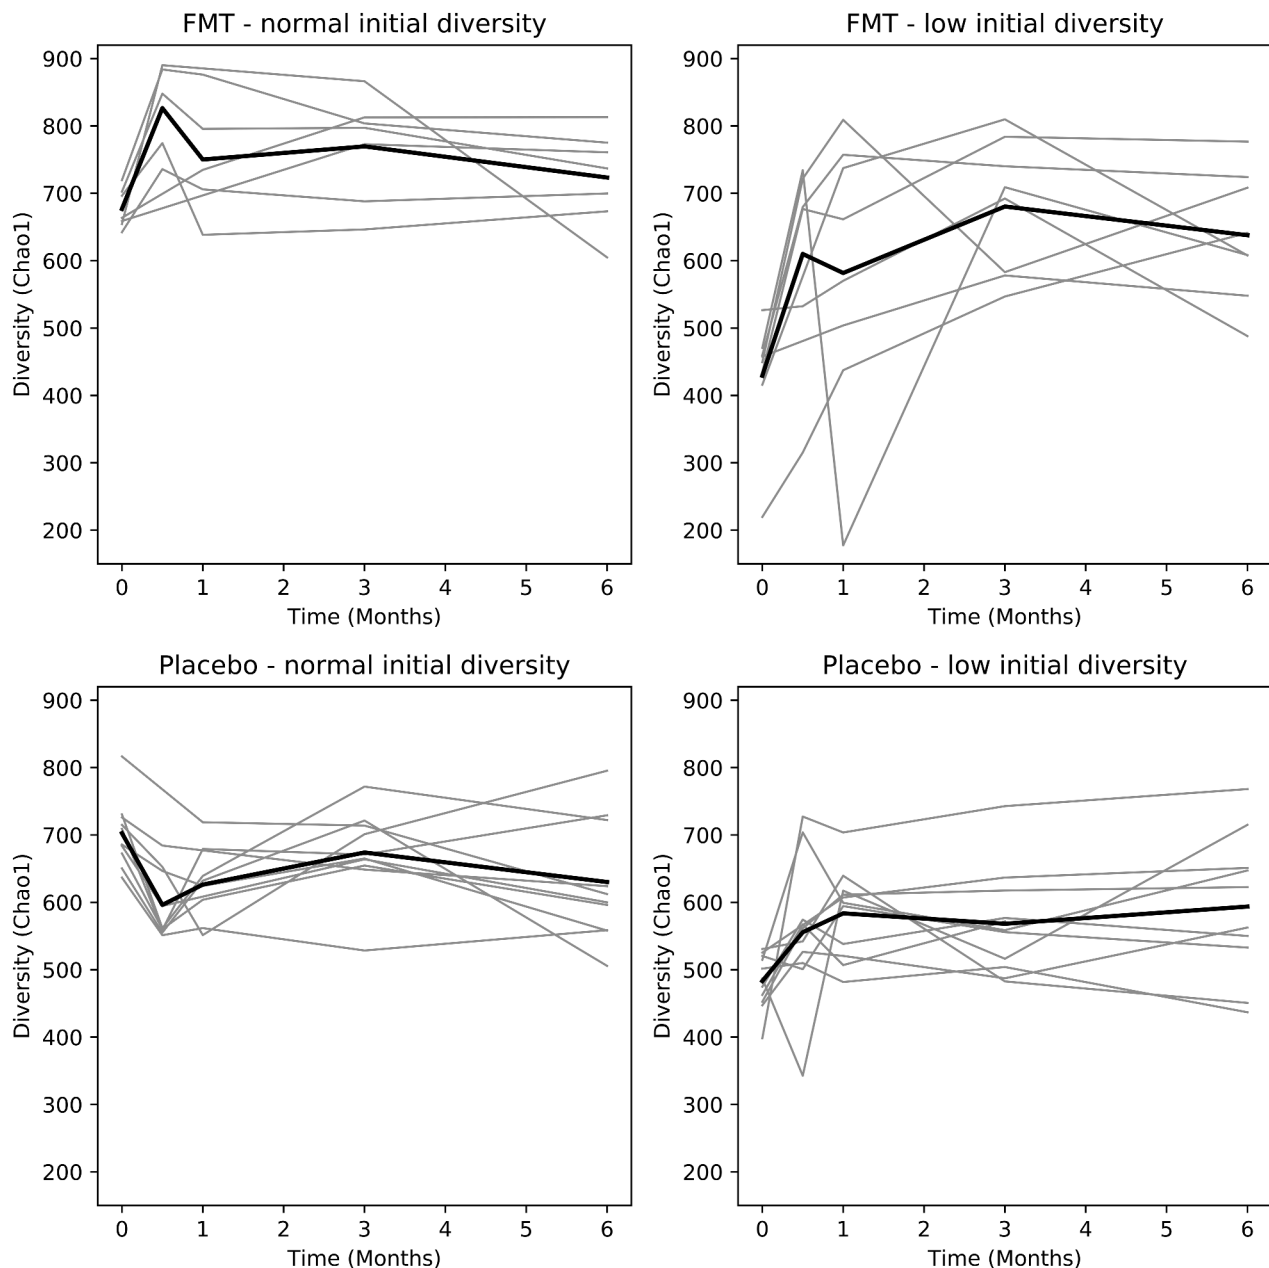 FMT - normal initial diversity
900
800
700
600
500
400
300
200
Diversity (Chao1)
0 1 2 3 4 5 6
Time (Months)
FMT - low initial diversity
900
800
700
600
500
400
300
200
Diversity (Chao1)
0 1 2 3 4 5 6
Time (Months)
Placebo - normal initial diversity
900
800
700
600
500
400
300
200
Diversity (Chao1)
0 1 2 3 4 5 6
Time (Months)
Placebo - low initial diversity
900
800
700
600
500
400
300
200
Diversity (Chao1)
0 1 2 3 4 5 6
Time (Months)